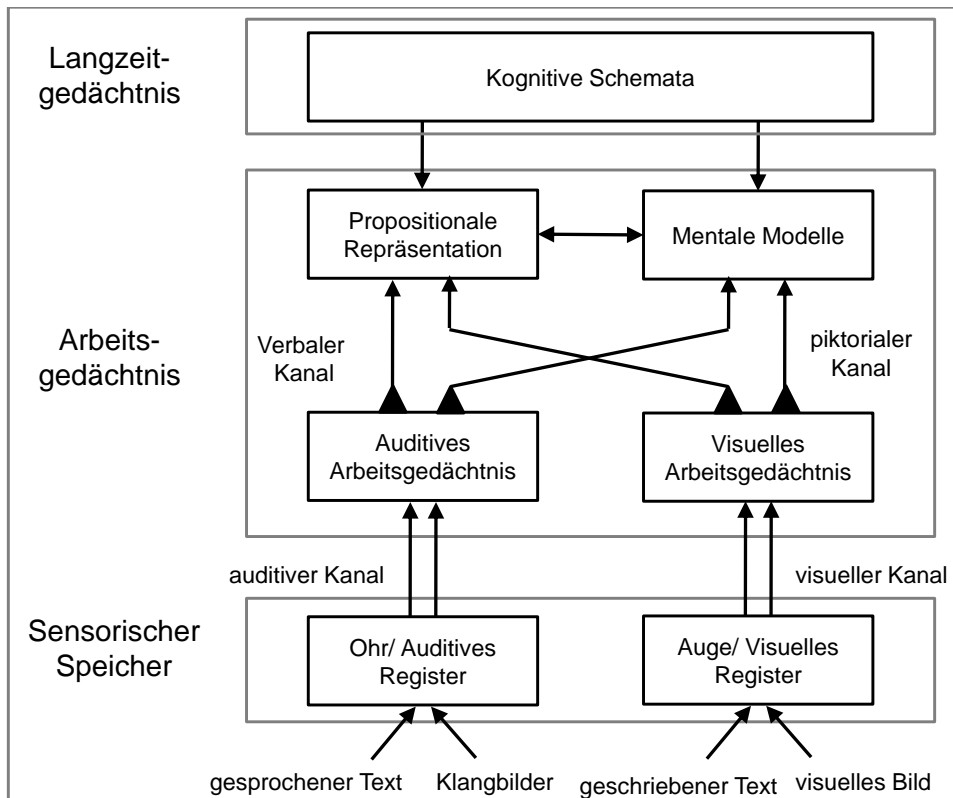 Langzeit-
gedächtnis
Kognitive Schemata
Propositionale
Repräsentation
Mentale Modelle
Arbeits-
gedächtnis
Verbaler
Kanal
piktorialer
Kanal
Auditives
Arbeitsgedächtnis
Visuelles
Arbeitsgedächtnis
auditiver Kanal
visueller Kanal
Sensorischer
Speicher
Ohr/ Auditives
Register
Auge/ Visuelles
Register
gesprochener Text
Klangbilder
geschriebener Text
visuelles Bild